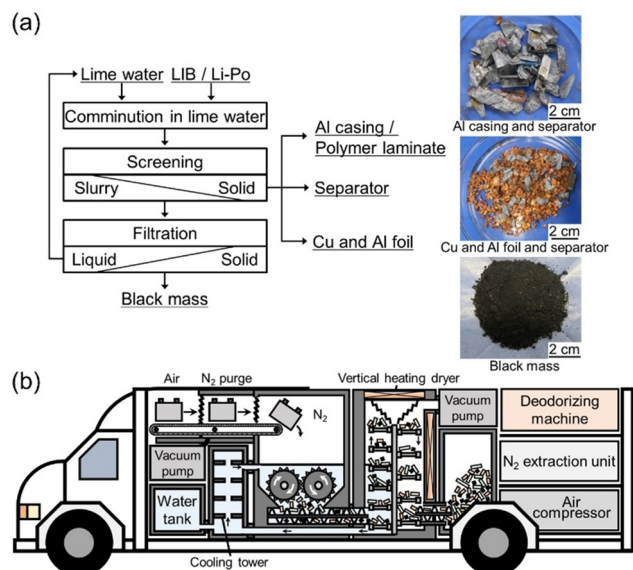 (a)
Lime water LIB / Li-Po
Comminution in lime water
Screening
Slurry Solid
Filtration
Liquid Solid
Black mass
Al casing /
Polymer laminate
Separator
Cu and Al foil
2 cm
Al casing and separator
2 cm
Cu and Al foil and separator
2 cm
Black mass
(b)
Air N₂ purge
N₂
Vertical heating dryer
Vacuum
pump
Water
tank
Cooling tower
Vacuum
pump
Deodorizing
machine
N₂ extraction unit
Air
compressor